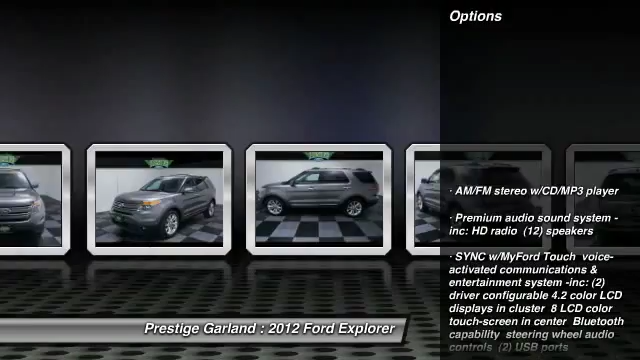 Options
· AM/FM stereo w/CD/MP3 player
· Premium audio sound system -
inc: HD radio (12) speakers
· SYNC w/MyFord Touch voice-
activated communications &
entertainment system -inc: (2)
driver configurable 4.2 color LCD
displays in cluster 8 LCD color
touch-screen in center Bluetooth
capability steering wheel audio
controls (2) USB ports
Prestige Garland : 2012 Ford Explorer